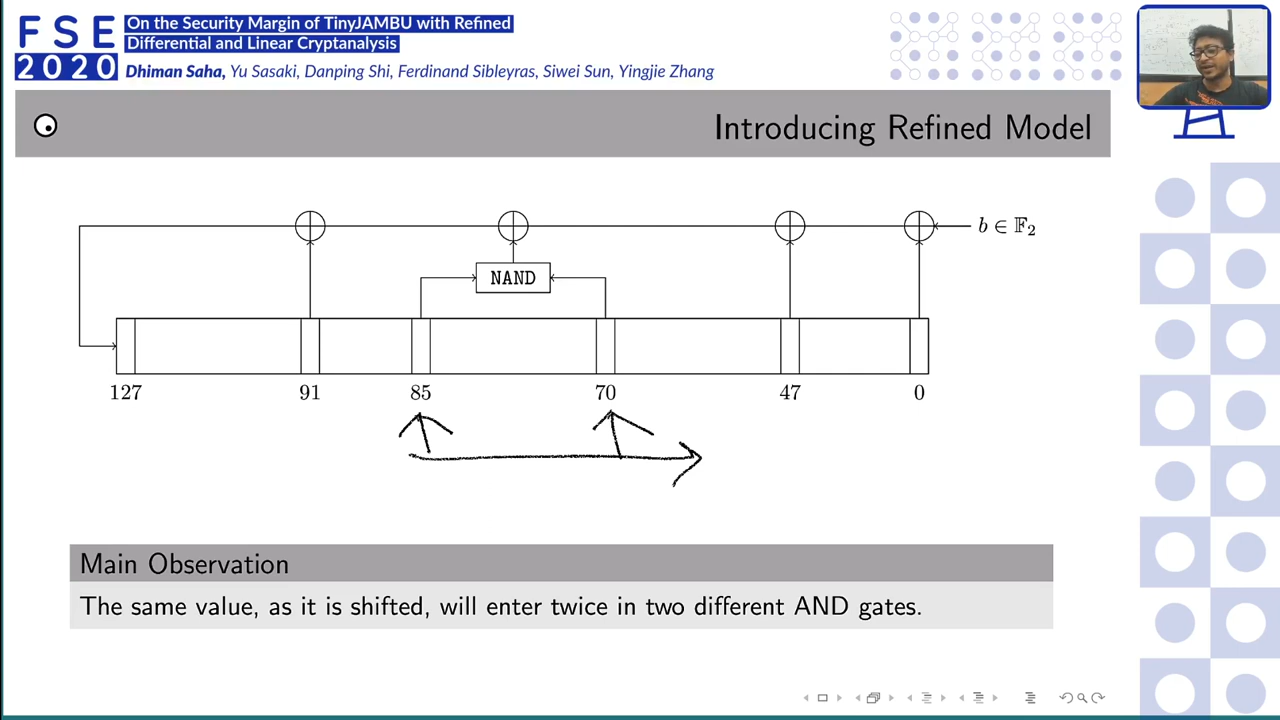 FSE
2020
On the Security Margin of TinyJAMBU with Refined
Differential and Linear Cryptanalysis
Dhiman Saha, Yu Sasaki, Danping Shi, Ferdinand Sibleyras, Siwei Sun, Yingjie Zhang
Introducing Refined Model
b ∈ 𝔽₂
NAND
127 91 85 70 47 0
Main Observation
The same value, as it is shifted, will enter twice in two different AND gates.